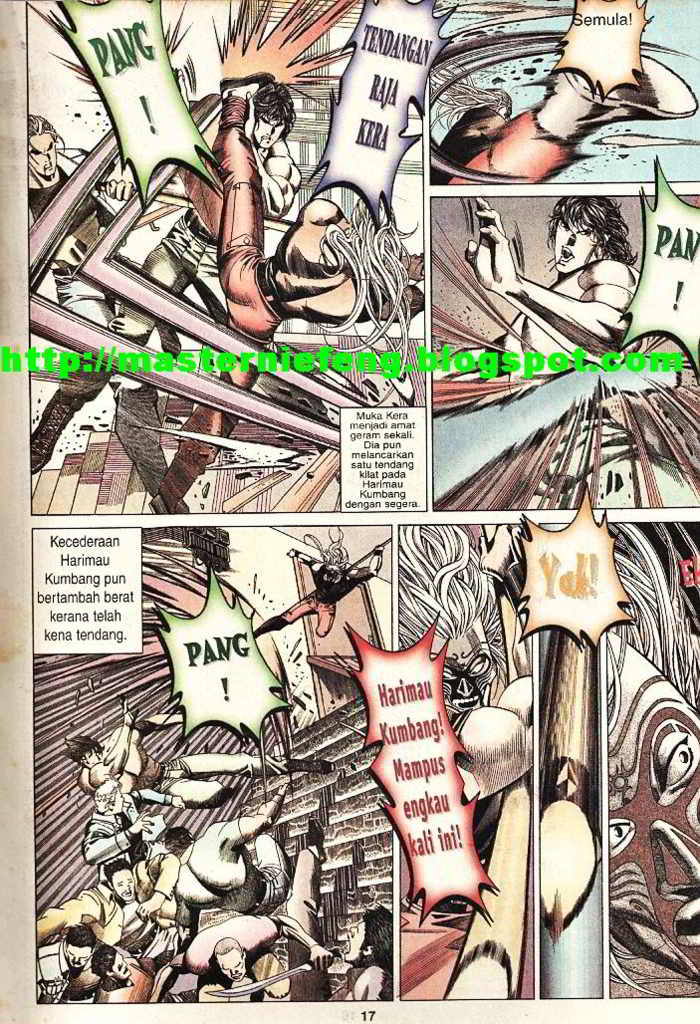 PANG
!
TENDANGAN
RAJA
KERA
Semula!
PANG
!
http://masterniefeng.blogspot.com
Muka Kera
menjadi amat
geram sekali.
Dia pun
melancarkan
satu tendang
kilat pada
Harimau
Kumbang
dengan segera.
Kecederaan
Harimau
Kumbang pun
bertambah berat
kerana telah
kena tendang.
PANG
!
Harimau
Kumbang!
Mampus
engkau
kali ini!
17